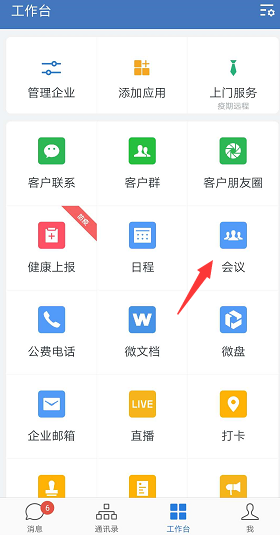 工作台
管理企业 添加应用 上门服务
疫期远程
客户联系 客户群 客户朋友圈
健康上报 日程 会议
公费电话 微文档 微盘
W
LIVE
企业邮箱 直播 打卡
6
消息 通讯录 工作台 我